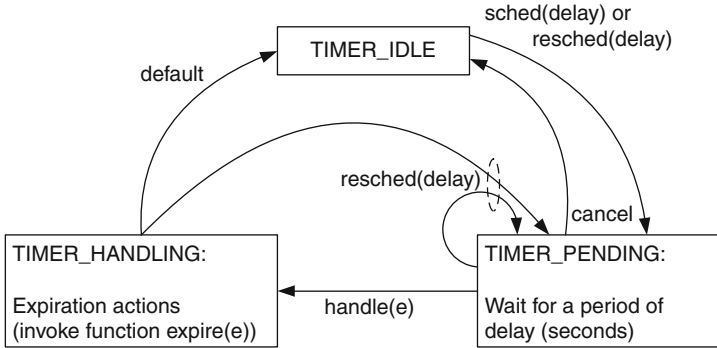 sched(delay) or
resched(delay)
TIMER_IDLE
default
resched(delay)
cancel
TIMER_HANDLING:
Expiration actions
(invoke function expire(e))
handle(e)
TIMER_PENDING:
Wait for a period of
delay (seconds)